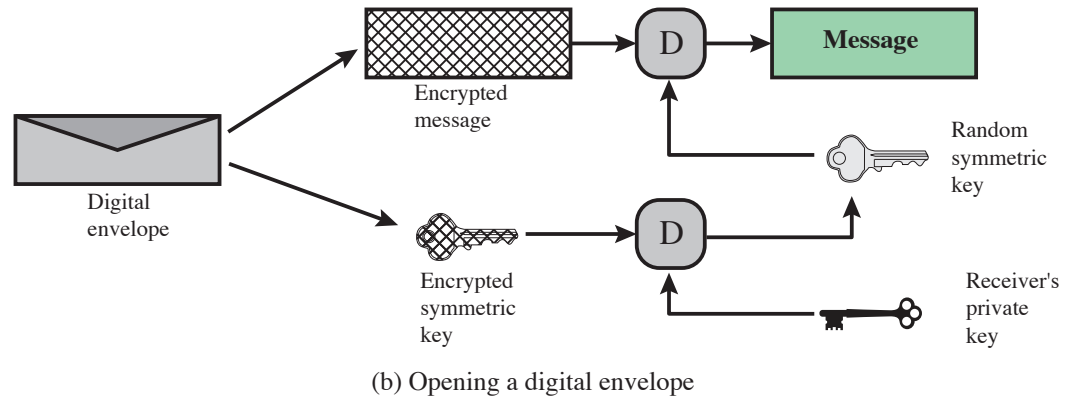 D
Message
Encrypted
message
Random
symmetric
key
Digital
envelope
D
Encrypted
symmetric
key
Receiver's
private
key
(b) Opening a digital envelope